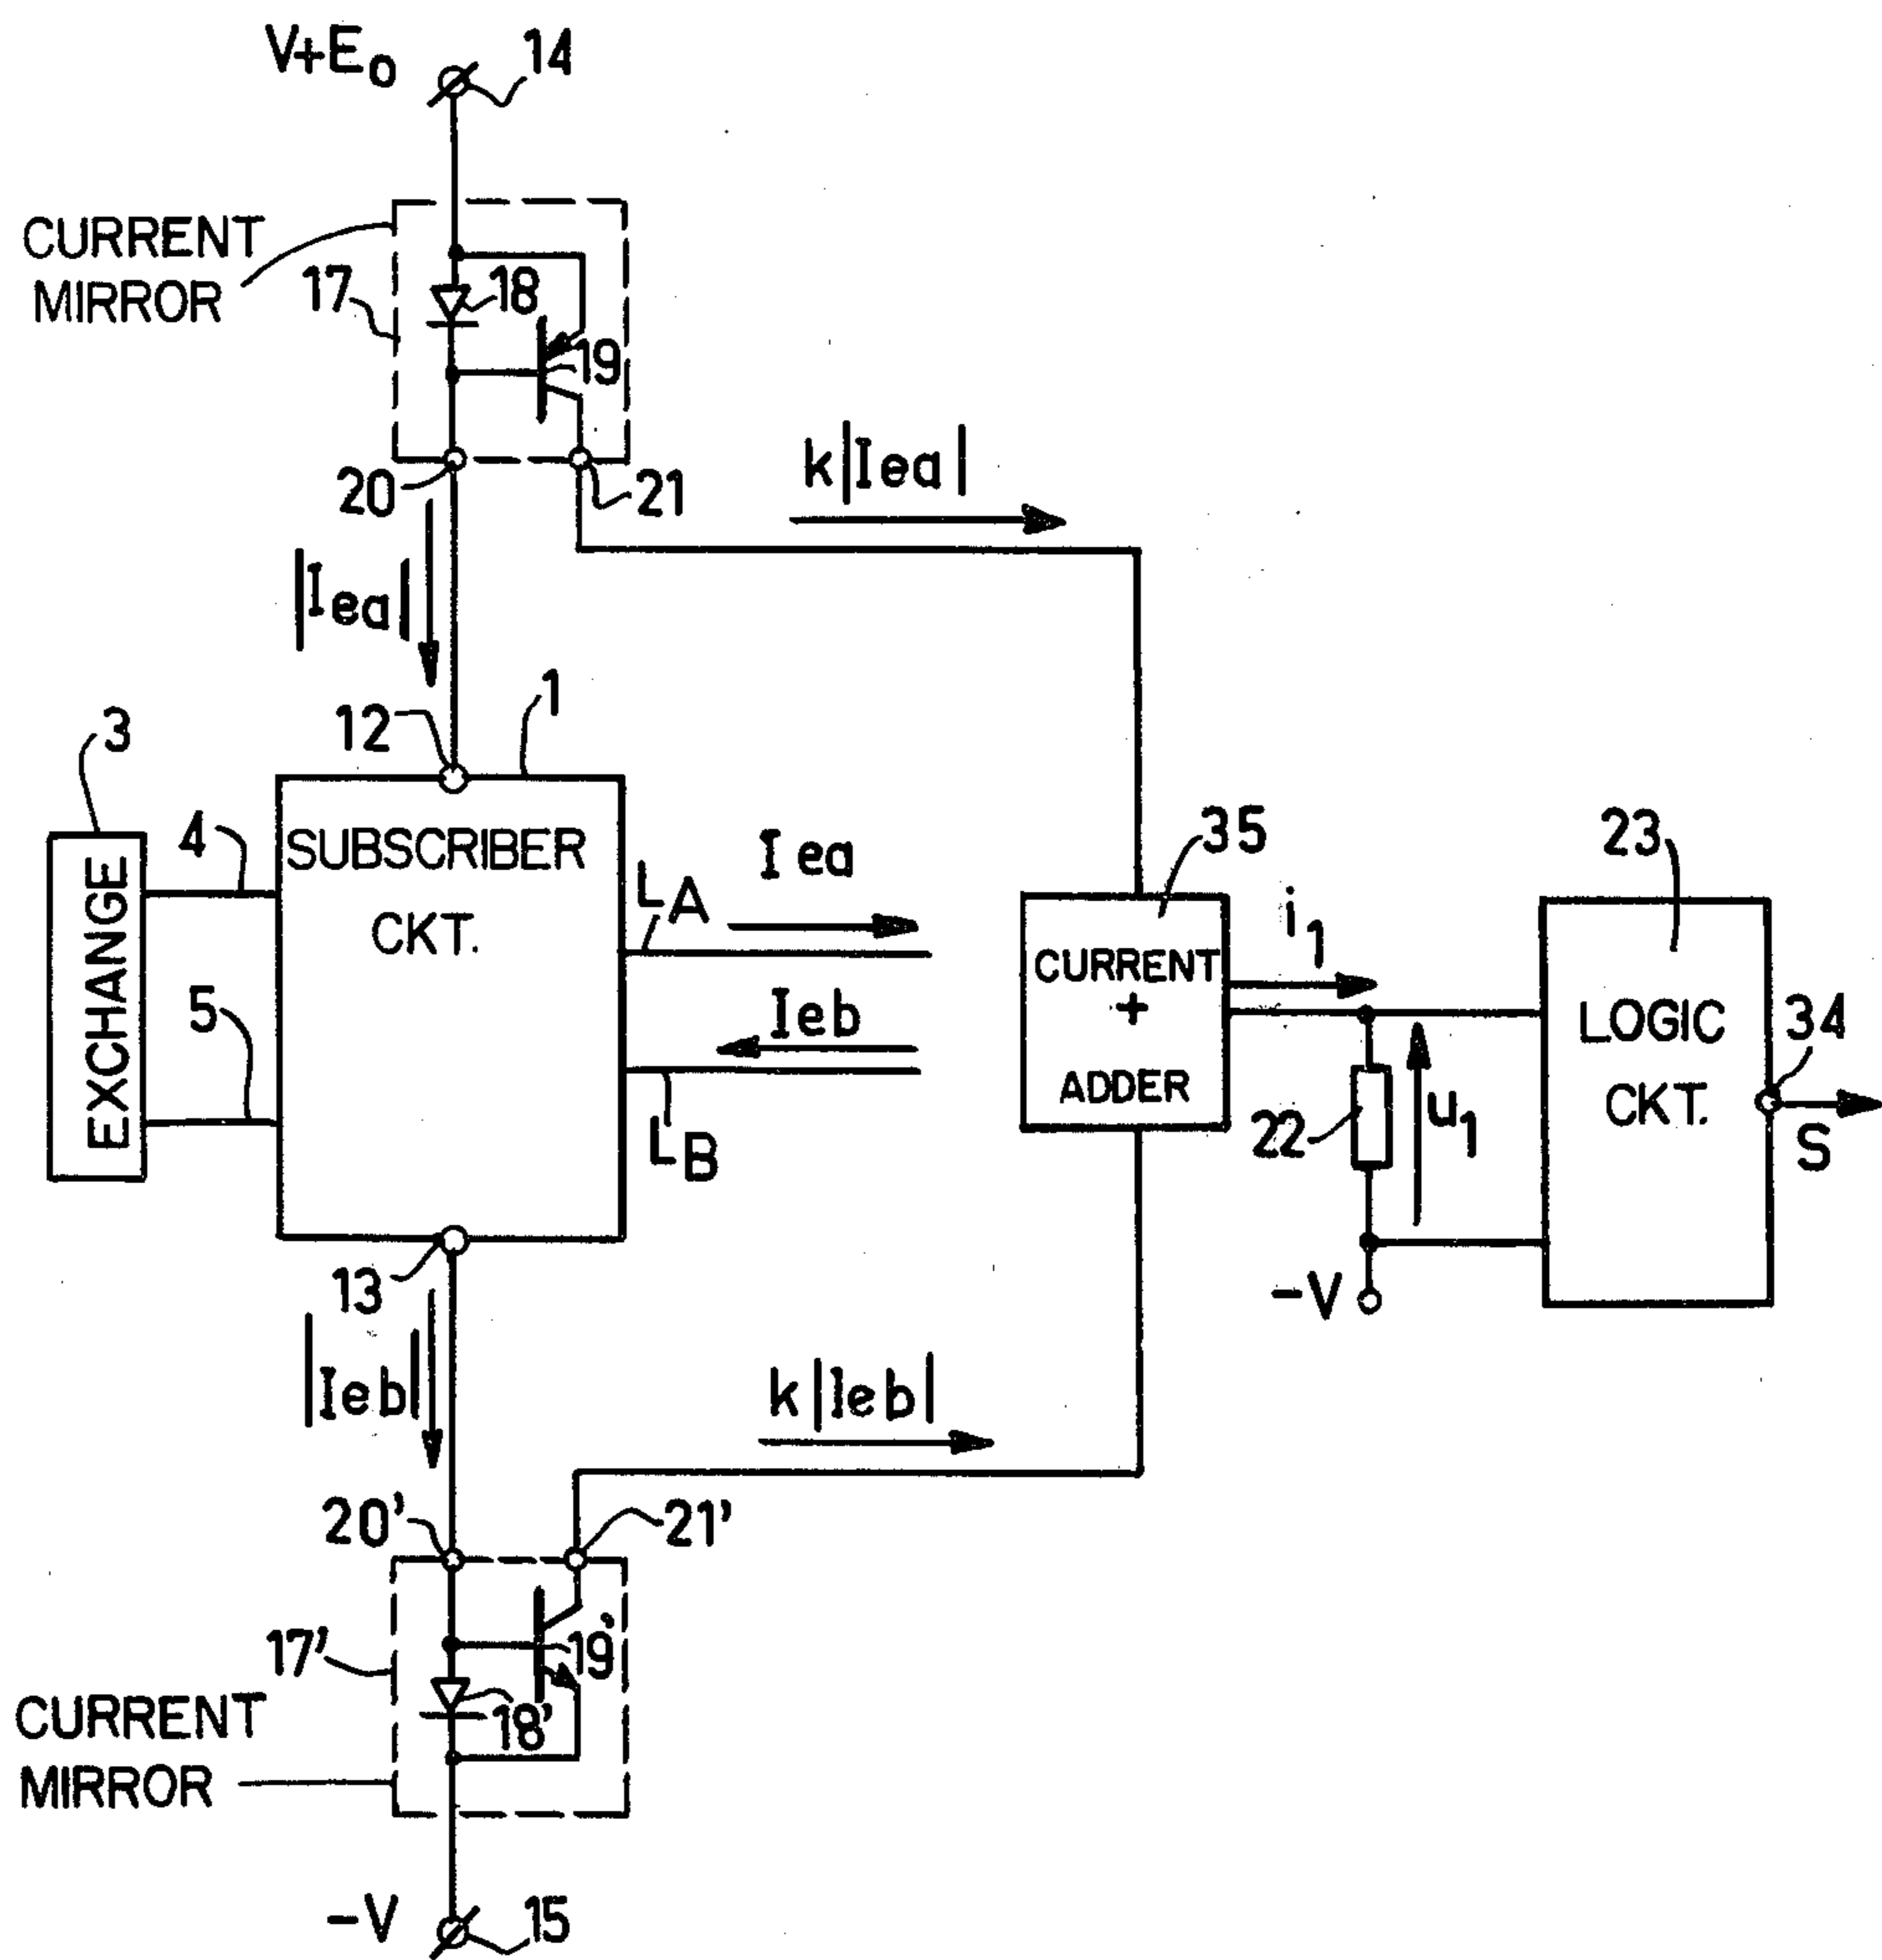 V+E₀
14
CURRENT
MIRROR
17
18
19
20
21
k|Iea|
|Iea|
12
1
3
4
SUBSCRIBER
CKT.
EXCHANGE
5
LA
Iea
Ieb
LB
35
CURRENT
+
ADDER
i₁
23
LOGIC
CKT.
34
S
22
u₁
-V
13
|Ieb|
k|Ieb|
20'
21'
17'
19'
18'
CURRENT
MIRROR
-V
15